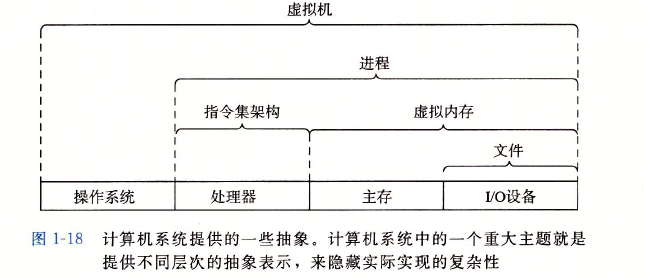 虚拟机
进程
指令集架构 虚拟内存
文件
操作系统 处理器 主存 I/O设备
图 1-18 计算机系统提供的一些抽象。计算机系统中的一个重大主题就是
提供不同层次的抽象表示，来隐藏实际实现的复杂性